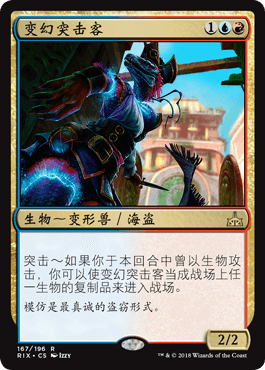 变幻突击客 1
生物～变形兽／海盗
突击～如果你于本回合中曾以生物攻
击，你可以使变幻突击客当成战场上任
一生物的复制品来进入战场。
模仿是最真诚的盗窃形式。
2/2
167/196 R
RIX • CS Izzy
™ & © 2018 Wizards of the Coast